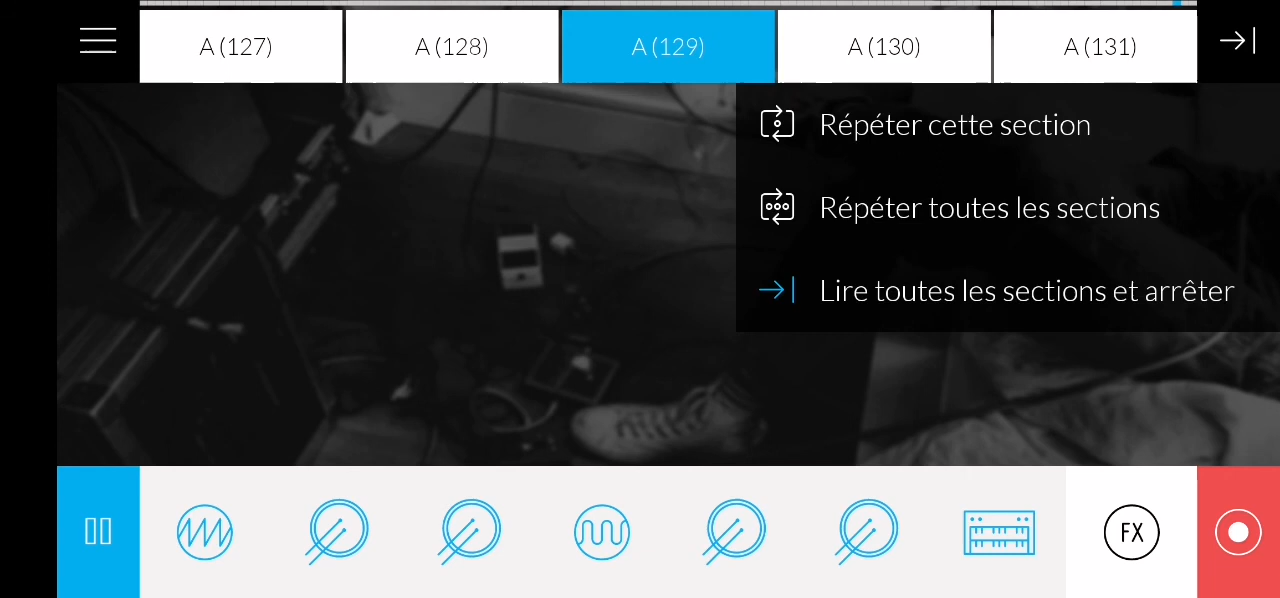 A (127)
A (128)
A (129)
A (130)
A (131)
Répéter cette section
Répéter toutes les sections
Lire toutes les sections et arrêter
FX